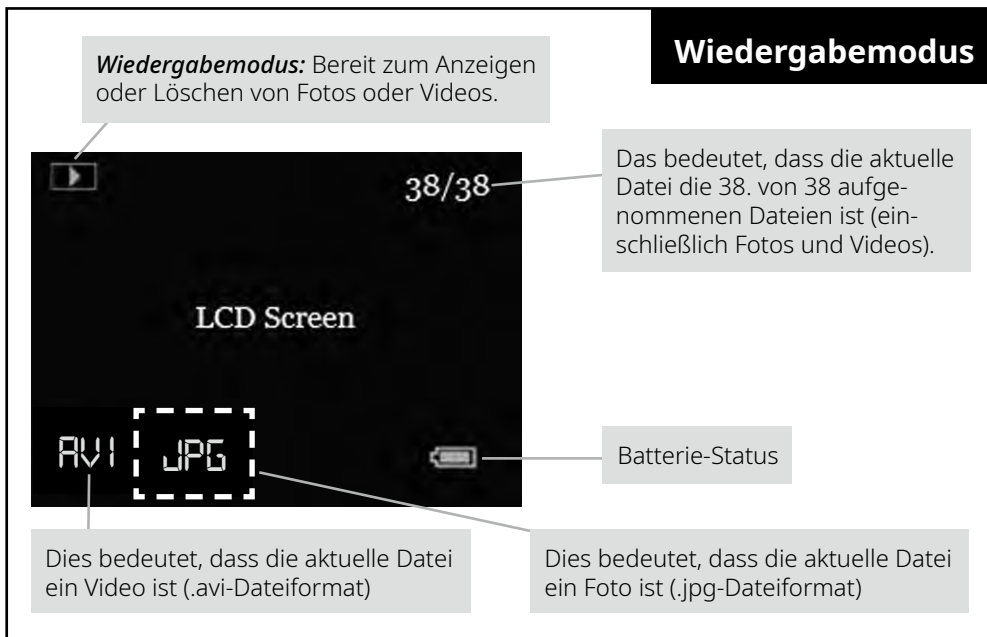 Wiedergabemodus
Wiedergabemodus: Bereit zum Anzeigen
oder Löschen von Fotos oder Videos.
38/38
Das bedeutet, dass die aktuelle
Datei die 38. von 38 aufge-
nommenen Dateien ist (ein-
schließlich Fotos und Videos).
LCD Screen
AVI
JPG
Batterie-Status
Dies bedeutet, dass die aktuelle Datei
ein Video ist (.avi-Dateiformat)
Dies bedeutet, dass die aktuelle Datei
ein Foto ist (.jpg-Dateiformat)